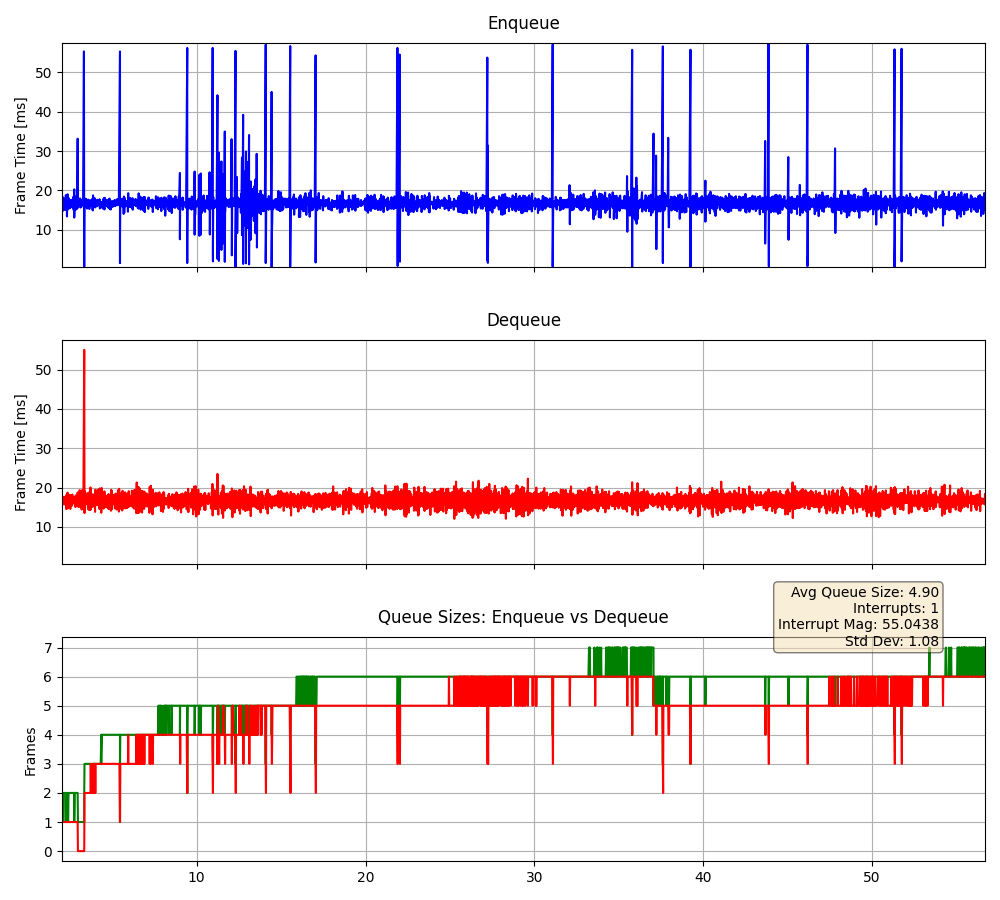 Enqueue
Frame Time [ms]
50
40
30
20
10
Dequeue
Frame Time [ms]
50
40
30
20
10
Avg Queue Size: 4.90
Interrupts: 1
Interrupt Mag: 55.0438
Std Dev: 1.08
Queue Sizes: Enqueue vs Dequeue
Frames
7
6
5
4
3
2
1
0
10 20 30 40 50